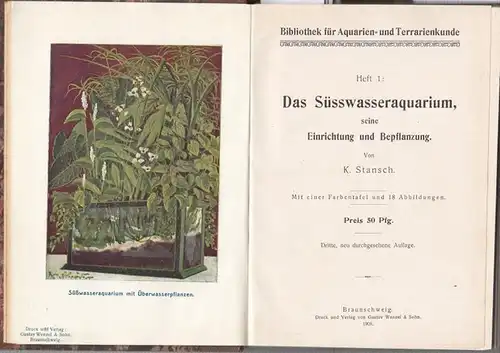 Süßwasseraquarium mit Überwasserpflanzen.
Druck und Verlag:
Gustav Wenzel & Sohn,
Braunschweig.
Bibliothek für Aquarien- und Terrarienkunde
Heft 1:
Das Süsswasseraquarium,
seine
Einrichtung und Bepflanzung.
Von
K. Stansch.
Mit einer Farbentafel und 18 Abbildungen.
Preis 50 Pfg.
Dritte, neu durchgesehene Auflage.
Braunschweig.
Druck und Verlag von Gustav Wenzel & Sohn.